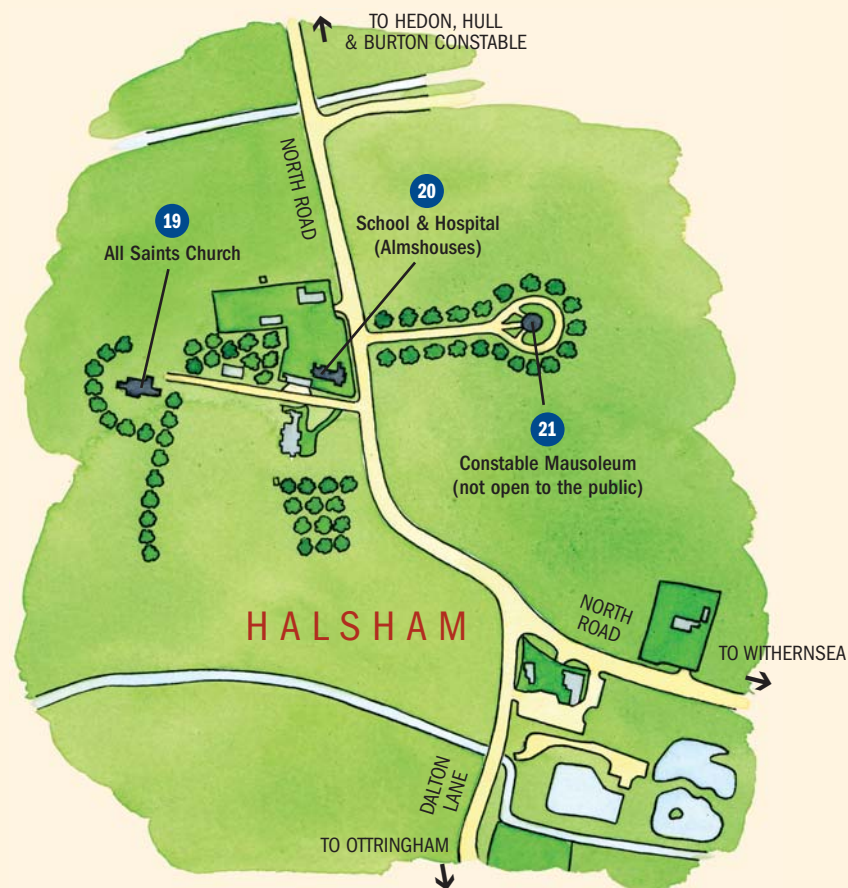 TO HEDON, HULL
& BURTON CONSTABLE
NORTH ROAD
20
School & Hospital
(Almshouses)
19
All Saints Church
21
Constable Mausoleum
(not open to the public)
HALSHAM
NORTH
ROAD
TO WITHERNSEA
DALTON
LANE
TO OTTRINGHAM